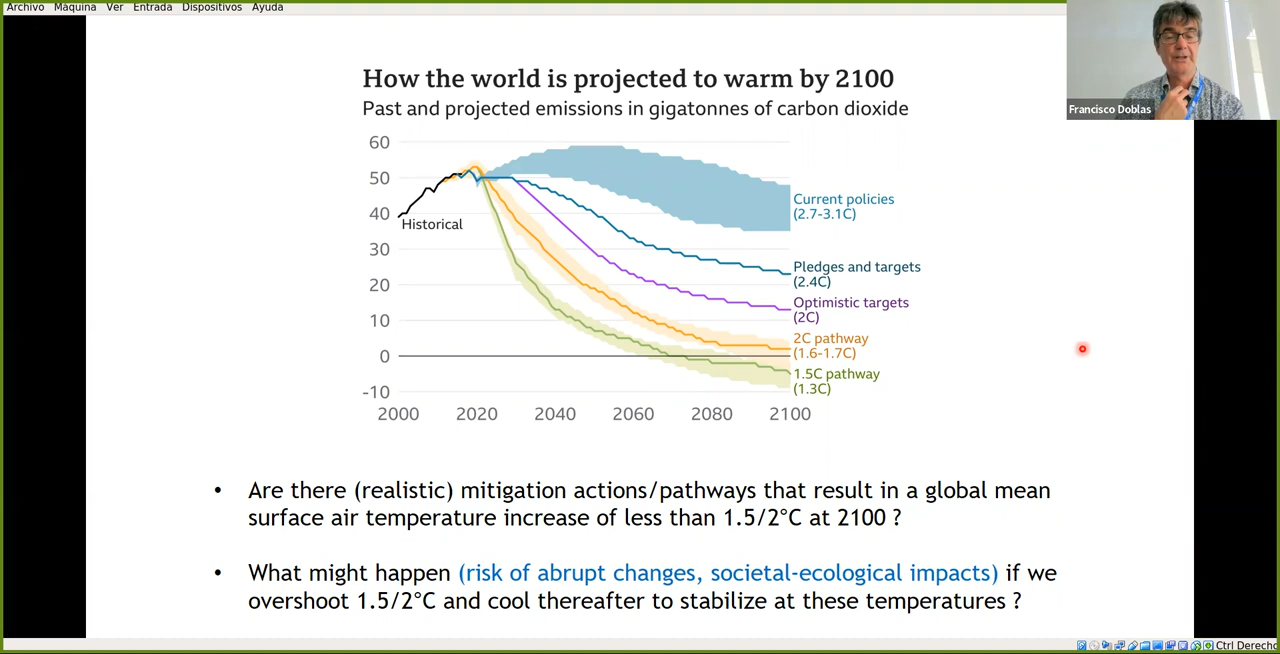 Archivo Máquina Ver Entrada Dispositivos Ayuda
Francisco Doblas
How the world is projected to warm by 2100
Past and projected emissions in gigatonnes of carbon dioxide
60
50
40
30
20
10
0
-10
Historical
Current policies
(2.7-3.1C)
Pledges and targets
(2.4C)
Optimistic targets
(2C)
2C pathway
(1.6-1.7C)
1.5C pathway
(1.3C)
2000 2020 2040 2060 2080 2100
• Are there (realistic) mitigation actions/pathways that result in a global mean
surface air temperature increase of less than 1.5/2°C at 2100 ?
• What might happen (risk of abrupt changes, societal-ecological impacts) if we
overshoot 1.5/2°C and cool thereafter to stabilize at these temperatures ?
Ctrl Derecho